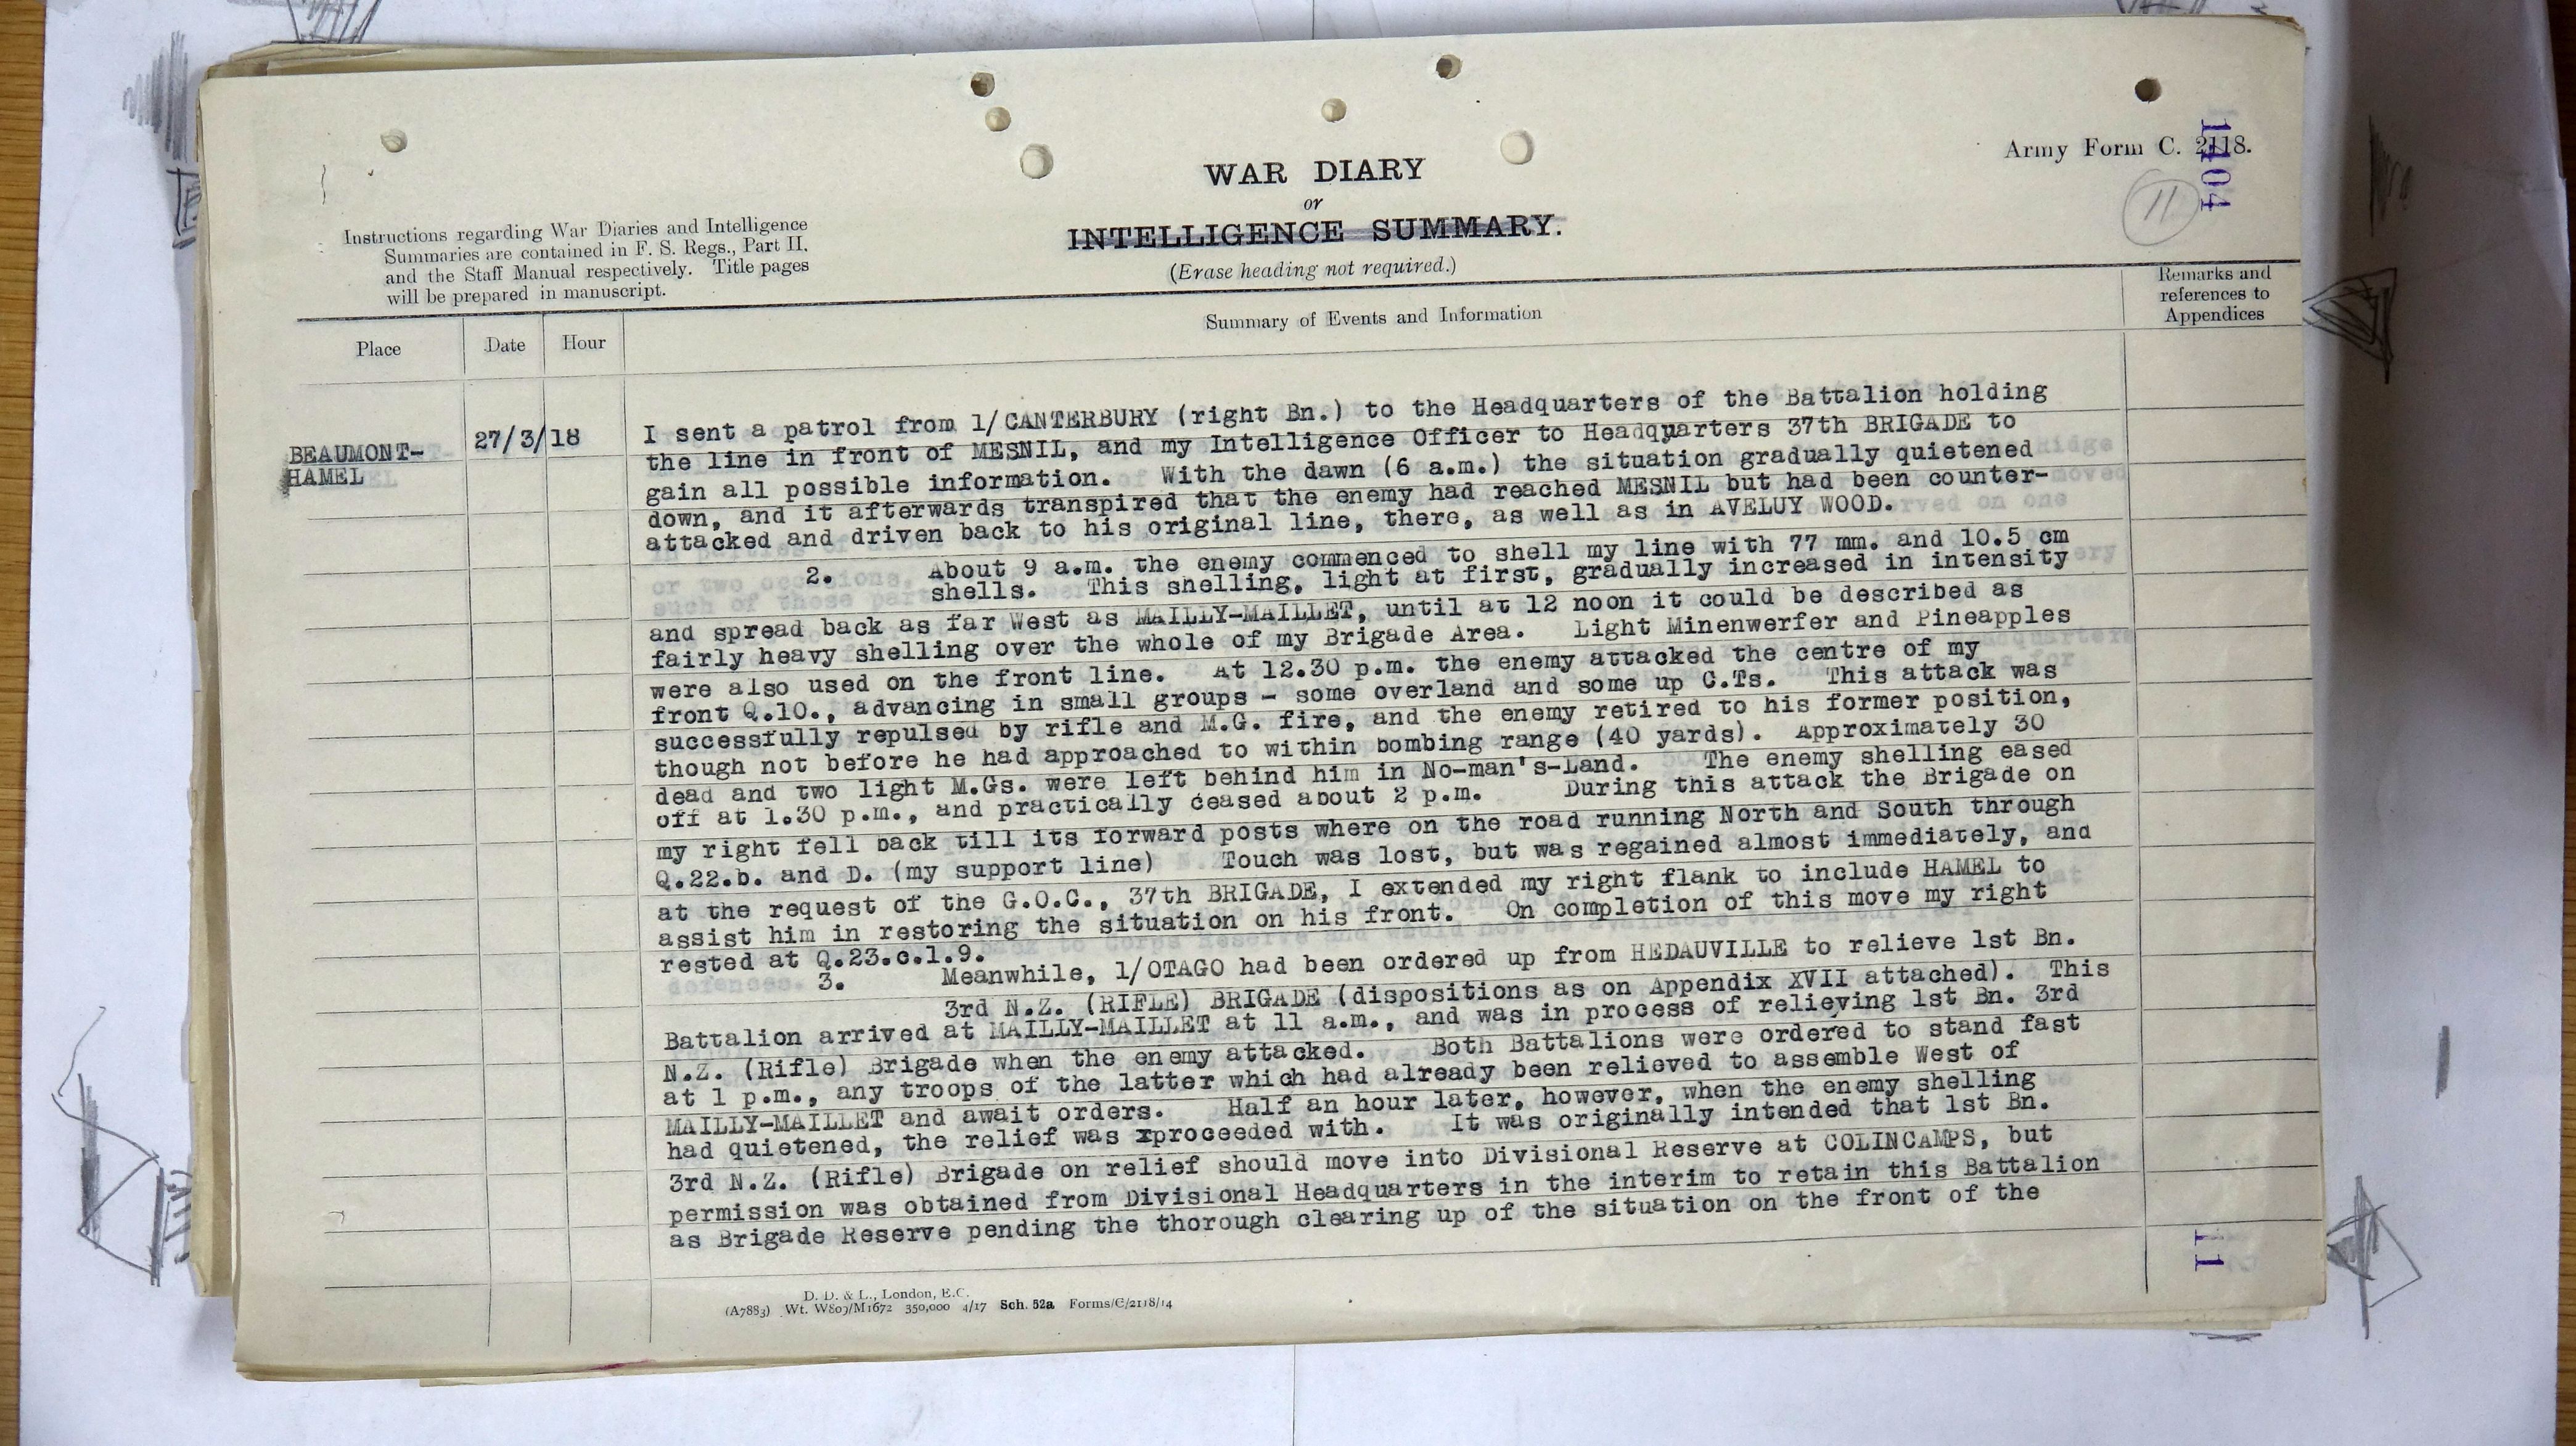 Army Form C. 2118.
1404
11
WAR DIARY
or
INTELLIGENCE SUMMARY.
(Erase heading not required.)
Instructions regarding War Diaries and Intelligence
Summaries are contained in F. S. Regs., Part II.
and the Staff Manual respectively. Title pages
will be prepared in manuscript.
Place
Date
Hour
Summary of Events and Information
Remarks and
references to
Appendices
BEAUMONT-
HAMEL
27/3/18
I sent a patrol from 1/CANTERBURY (right Bn.) to the Headquarters of the Battalion holding
the line in front of MESNIL, and my Intelligence Officer to Headquarters 37th BRIGADE to
gain all possible information. With the dawn (6 a.m.) the situation gradually quietened
down, and it afterwards transpired that the enemy had reached MESNIL but had been counter-
attacked and driven back to his original line, there, as well as in AVELUY WOOD.
2. About 9 a.m. the enemy commenced to shell my line with 77 mm. and 10.5 cm
shells. This shelling, light at first, gradually increased in intensity
and spread back as far West as MAILLY-MAILLET, until at 12 noon it could be described as
fairly heavy shelling over the whole of my Brigade Area. Light Minenwerfer and Pineapples
were also used on the front line. At 12.30 p.m. the enemy attacked the centre of my
front Q.10., advancing in small groups - some overland and some up C.Ts. This attack was
successfully repulsed by rifle and M.G. fire, and the enemy retired to his former position,
though not before he had approached to within bombing range (40 yards). Approximately 30
dead and two light M.Gs. were left behind him in No-man's-Land. The enemy shelling eased
off at 1.30 p.m., and practically ceased about 2 p.m. During this attack the Brigade on
my right fell back till its forward posts where on the road running North and South through
Q.22.b. and D. (my support line) Touch was lost, but was regained almost immediately, and
at the request of the G.O.C., 37th BRIGADE, I extended my right flank to include HAMEL to
assist him in restoring the situation on his front. On completion of this move my right
rested at Q.23.c.1.9.
3. Meanwhile, 1/OTAGO had been ordered up from HEDAUVILLE to relieve 1st Bn.
3rd N.Z. (RIFLE) BRIGADE (dispositions as on Appendix XVII attached). This
Battalion arrived at MAILLY-MAILLET at 11 a.m., and was in process of relieving 1st Bn. 3rd
N.Z. (Rifle) Brigade when the enemy attacked. Both Battalions were ordered to stand fast
at 1 p.m., any troops of the latter which had already been relieved to assemble West of
MAILLY-MAILLET and await orders. Half an hour later, however, when the enemy shelling
had quietened, the relief was xproceeded with. It was originally intended that 1st Bn.
3rd N.Z. (Rifle) Brigade on relief should move into Divisional Reserve at COLINCAMPS, but
permission was obtained from Divisional Headquarters in the interim to retain this Battalion
as Brigade Reserve pending the thorough clearing up of the situation on the front of the
11
D. D. & L., London, E.C.
(A7883) Wt. W809/M1672 350,000 4/17 Sch. 52a Forms/C/2118/14